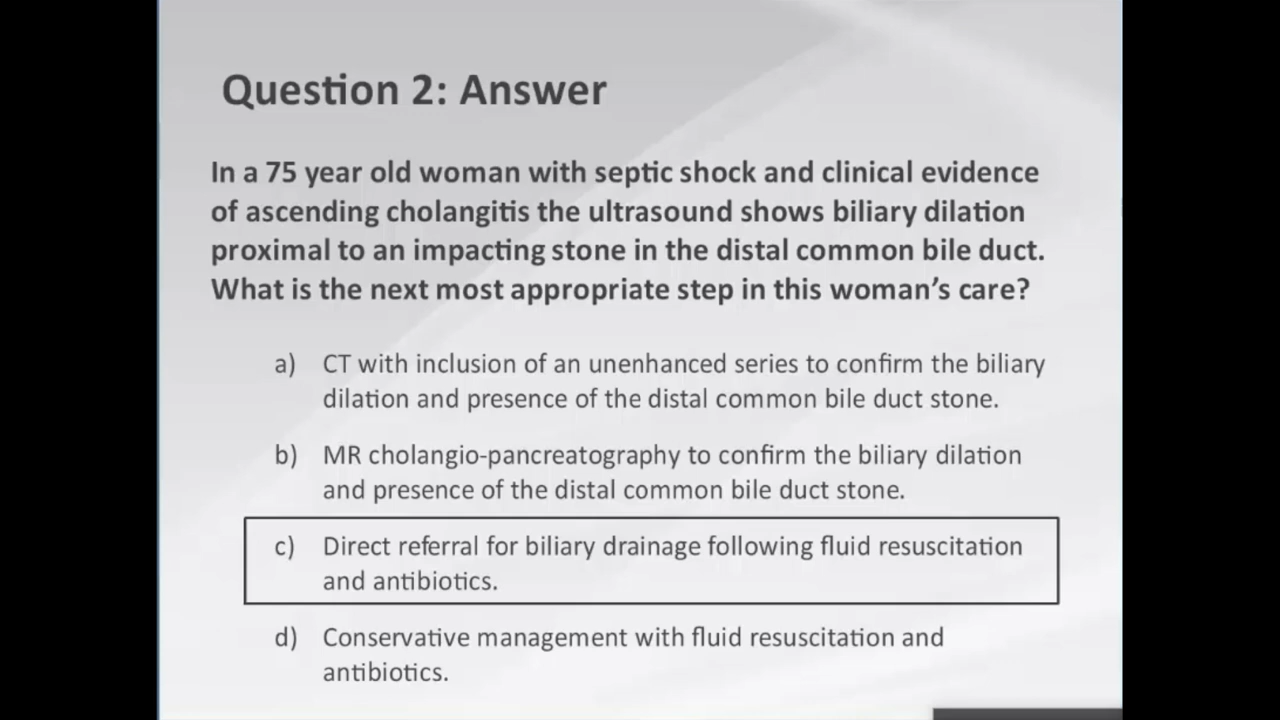 Question 2: Answer
In a 75 year old woman with septic shock and clinical evidence
of ascending cholangitis the ultrasound shows biliary dilation
proximal to an impacting stone in the distal common bile duct.
What is the next most appropriate step in this woman’s care?
a) CT with inclusion of an unenhanced series to confirm the biliary
dilation and presence of the distal common bile duct stone.
b) MR cholangio-pancreatography to confirm the biliary dilation
and presence of the distal common bile duct stone.
c) Direct referral for biliary drainage following fluid resuscitation
and antibiotics.
d) Conservative management with fluid resuscitation and
antibiotics.